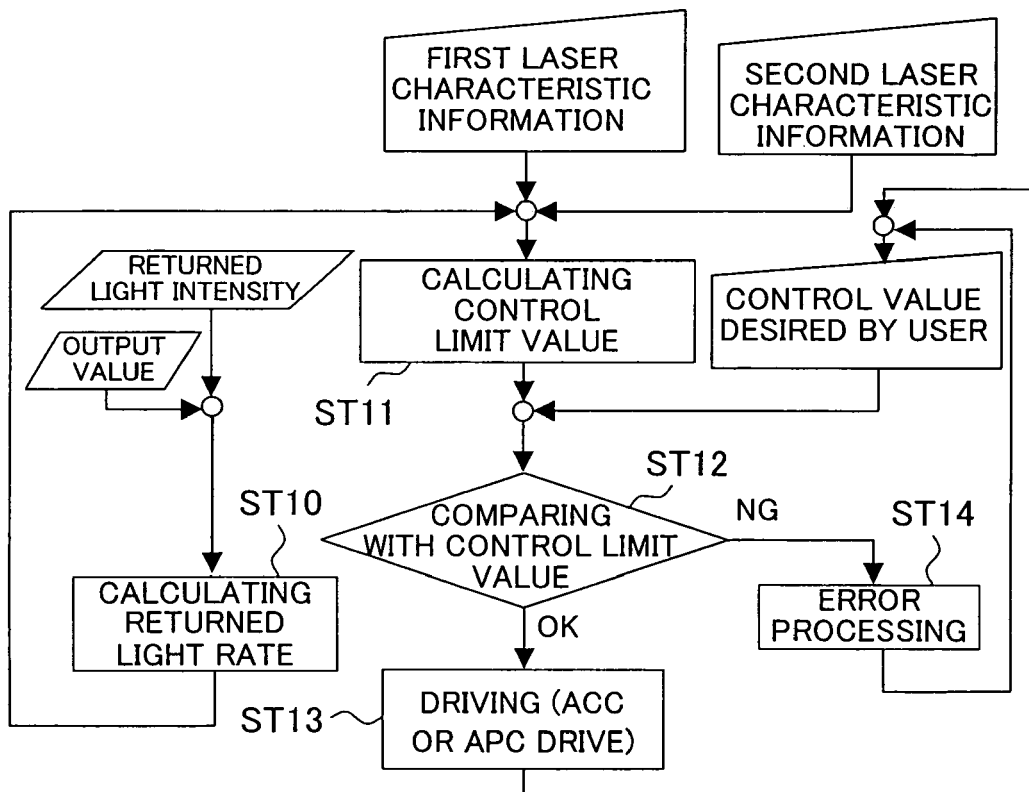 FIRST LASER
CHARACTERISTIC
INFORMATION
SECOND LASER
CHARACTERISTIC
INFORMATION
RETURNED
LIGHT INTENSITY
OUTPUT
VALUE
CALCULATING
CONTROL
LIMIT VALUE
ST11
CONTROL VALUE
DESIRED BY USER
ST10
CALCULATING
RETURNED
LIGHT RATE
ST12
COMPARING
WITH CONTROL LIMIT
VALUE
NG
OK
ST14
ERROR
PROCESSING
ST13
DRIVING (ACC
OR APC DRIVE)